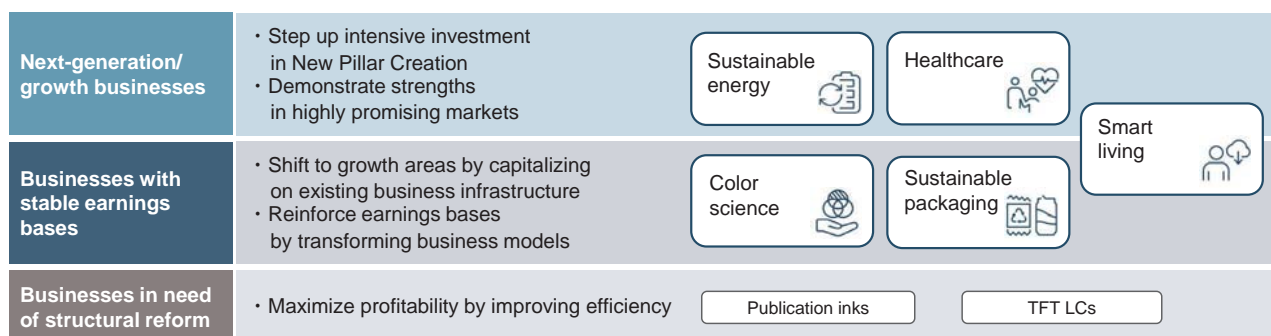 Next-generation/
growth businesses
・Step up intensive investment
in New Pillar Creation
・Demonstrate strengths
in highly promising markets
Sustainable
energy
Healthcare
Smart
living
Businesses with
stable earnings
bases
・Shift to growth areas by capitalizing
on existing business infrastructure
・Reinforce earnings bases
by transforming business models
Color
science
Sustainable
packaging
Businesses in need
of structural reform
・Maximize profitability by improving efficiency
Publication inks
TFT LCs